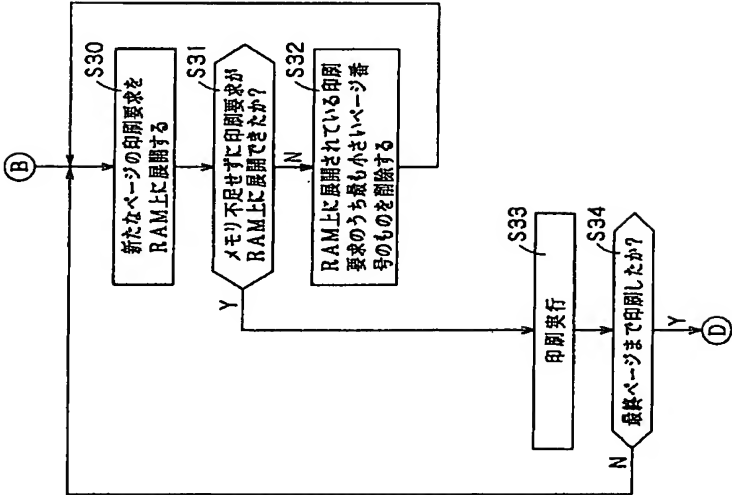 B
S30
新たなページの印刷要求を
RAM上に展開する
S31
メモリ不足せずに印刷要求が
RAM上に展開できたか?
N
Y
S32
RAM上に展開されている印刷
要求のうち最も小さいページ番
号のものを削除する
S33
印刷実行
S34
最終ページまで印刷したか?
N
Y
D